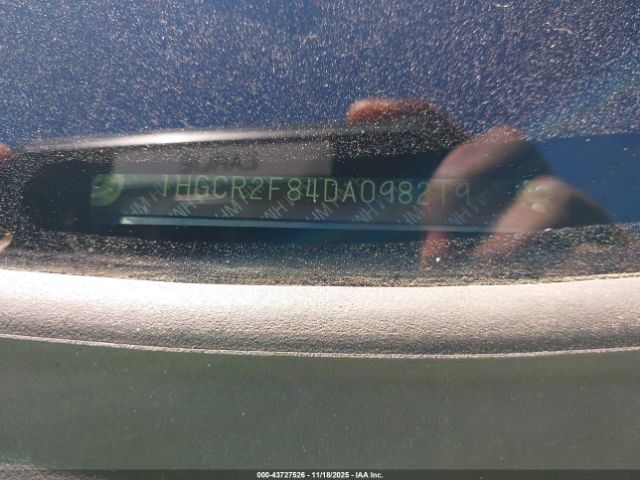 1HGCR2F84DA098219
000-43727526 - 11/18/2025 - IAA Inc.